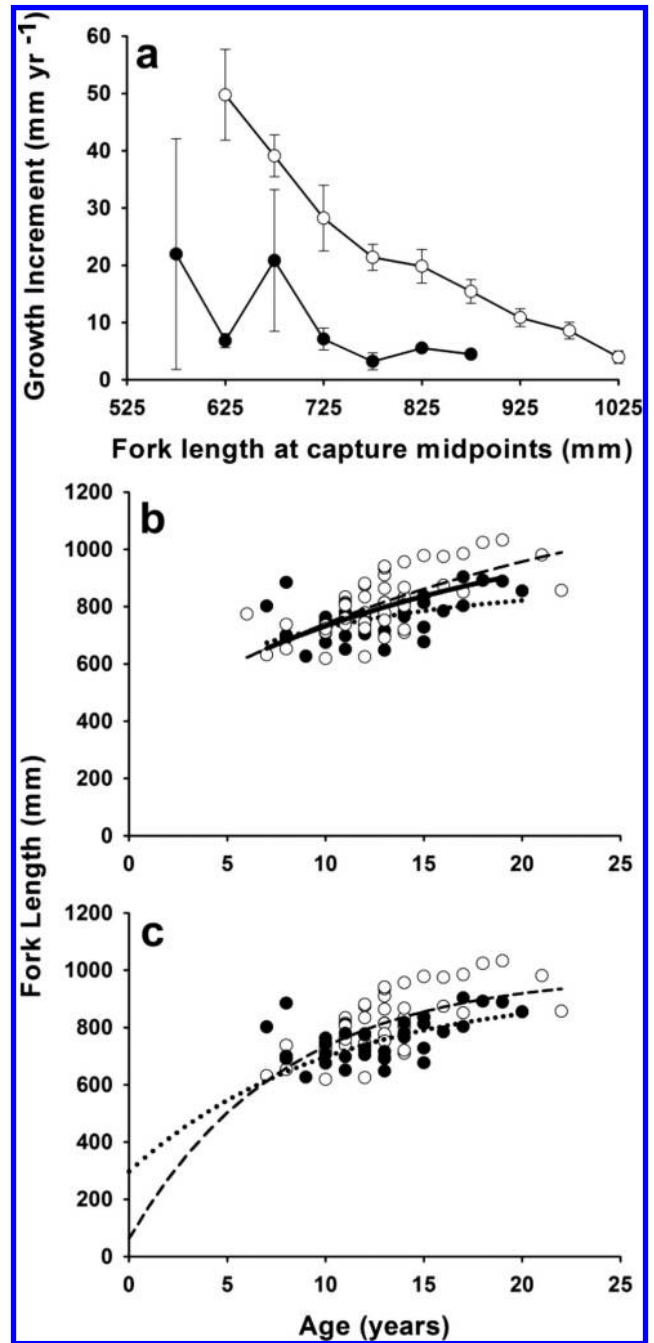 a
Growth Increment (mm yr -1)
60
50
40
30
20
10
0
525 625 725 825 925 1025
Fork length at capture midpoints (mm)
b
1200
1000
800
600
400
200
0
0 5 10 15 20 25
Fork Length (mm)
c
1200
1000
800
600
400
200
0
0 5 10 15 20 25
Age (years)